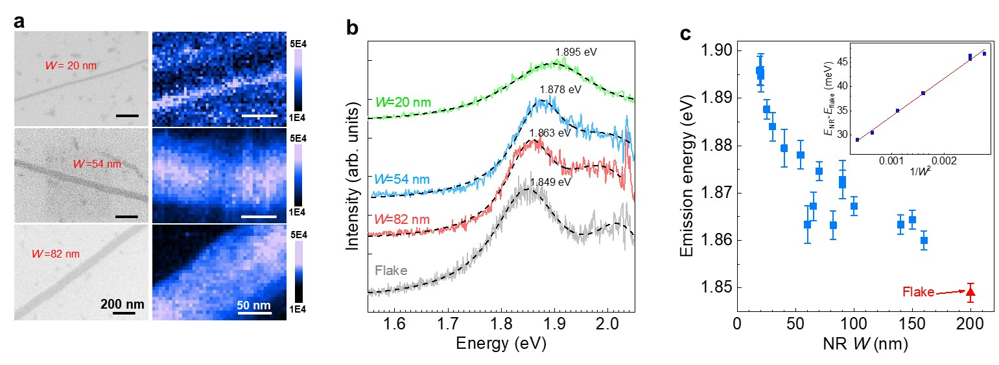 a
W= 20 nm
5E4
1E4
W=54 nm
5E4
1E4
W=82 nm
200 nm
50 nm
5E4
1E4
b
1.895 eV
W=20 nm
1.878 eV
W=54 nm
1.863 eV
W=82 nm
1.849 eV
Flake
Intensity (arb. units)
1.6 1.7 1.8 1.9 2.0
Energy (eV)
c
1.90
1.89
1.88
1.87
1.86
1.85
Emission energy (eV)
0 50 100 150 200
NR W (nm)
Flake
45
40
35
30
ENR- Eflake (meV)
0.001 0.002
1/W²